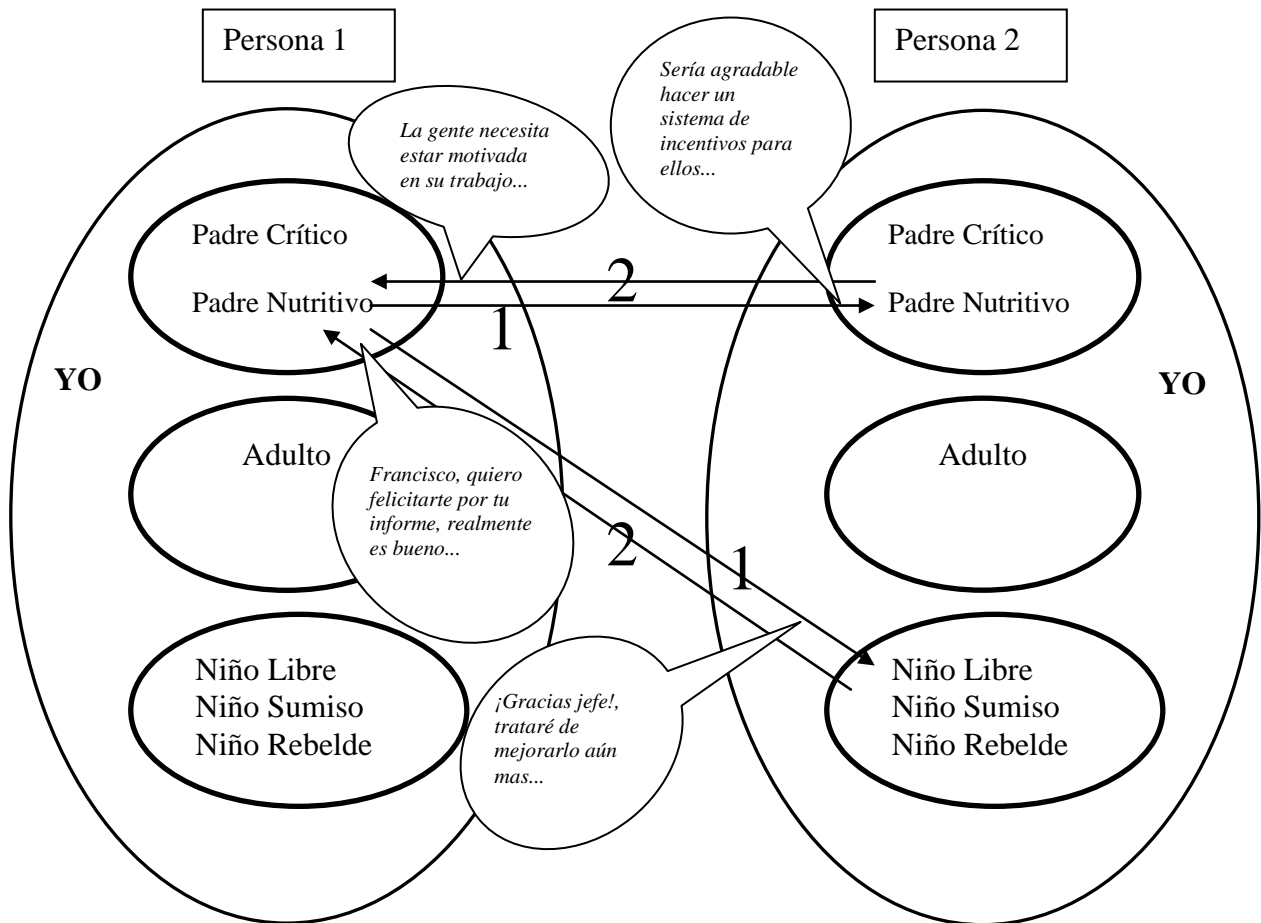 Persona 1
Persona 2
La gente necesita
estar motivada
en su trabajo...
Sería agradable
hacer un
sistema de
incentivos para
ellos...
Padre Crítico
Padre Nutritivo
Padre Crítico
Padre Nutritivo
2
1
YO
YO
Adulto
Adulto
Francisco, quiero
felicitarte por tu
informe, realmente
es bueno...
2
1
Niño Libre
Niño Sumiso
Niño Rebelde
¡Gracias jefe!,
trataré de
mejorarlo aún
mas...
Niño Libre
Niño Sumiso
Niño Rebelde